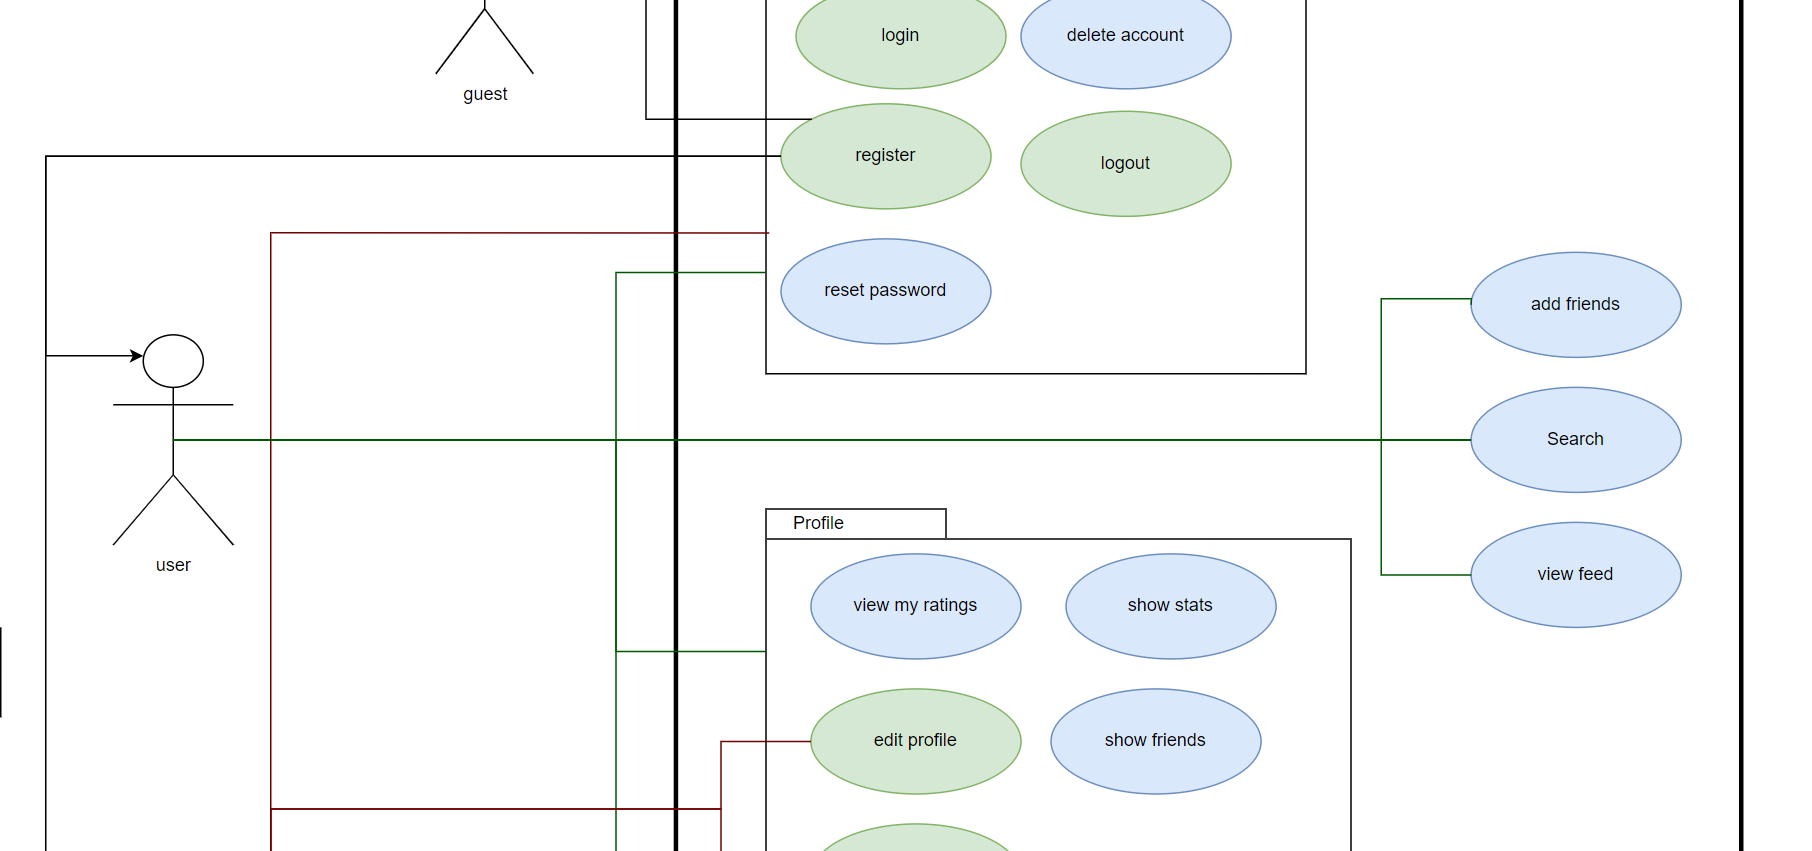 login
delete account
guest
register
logout
reset password
add friends
Search
Profile
user
view feed
view my ratings
show stats
edit profile
show friends